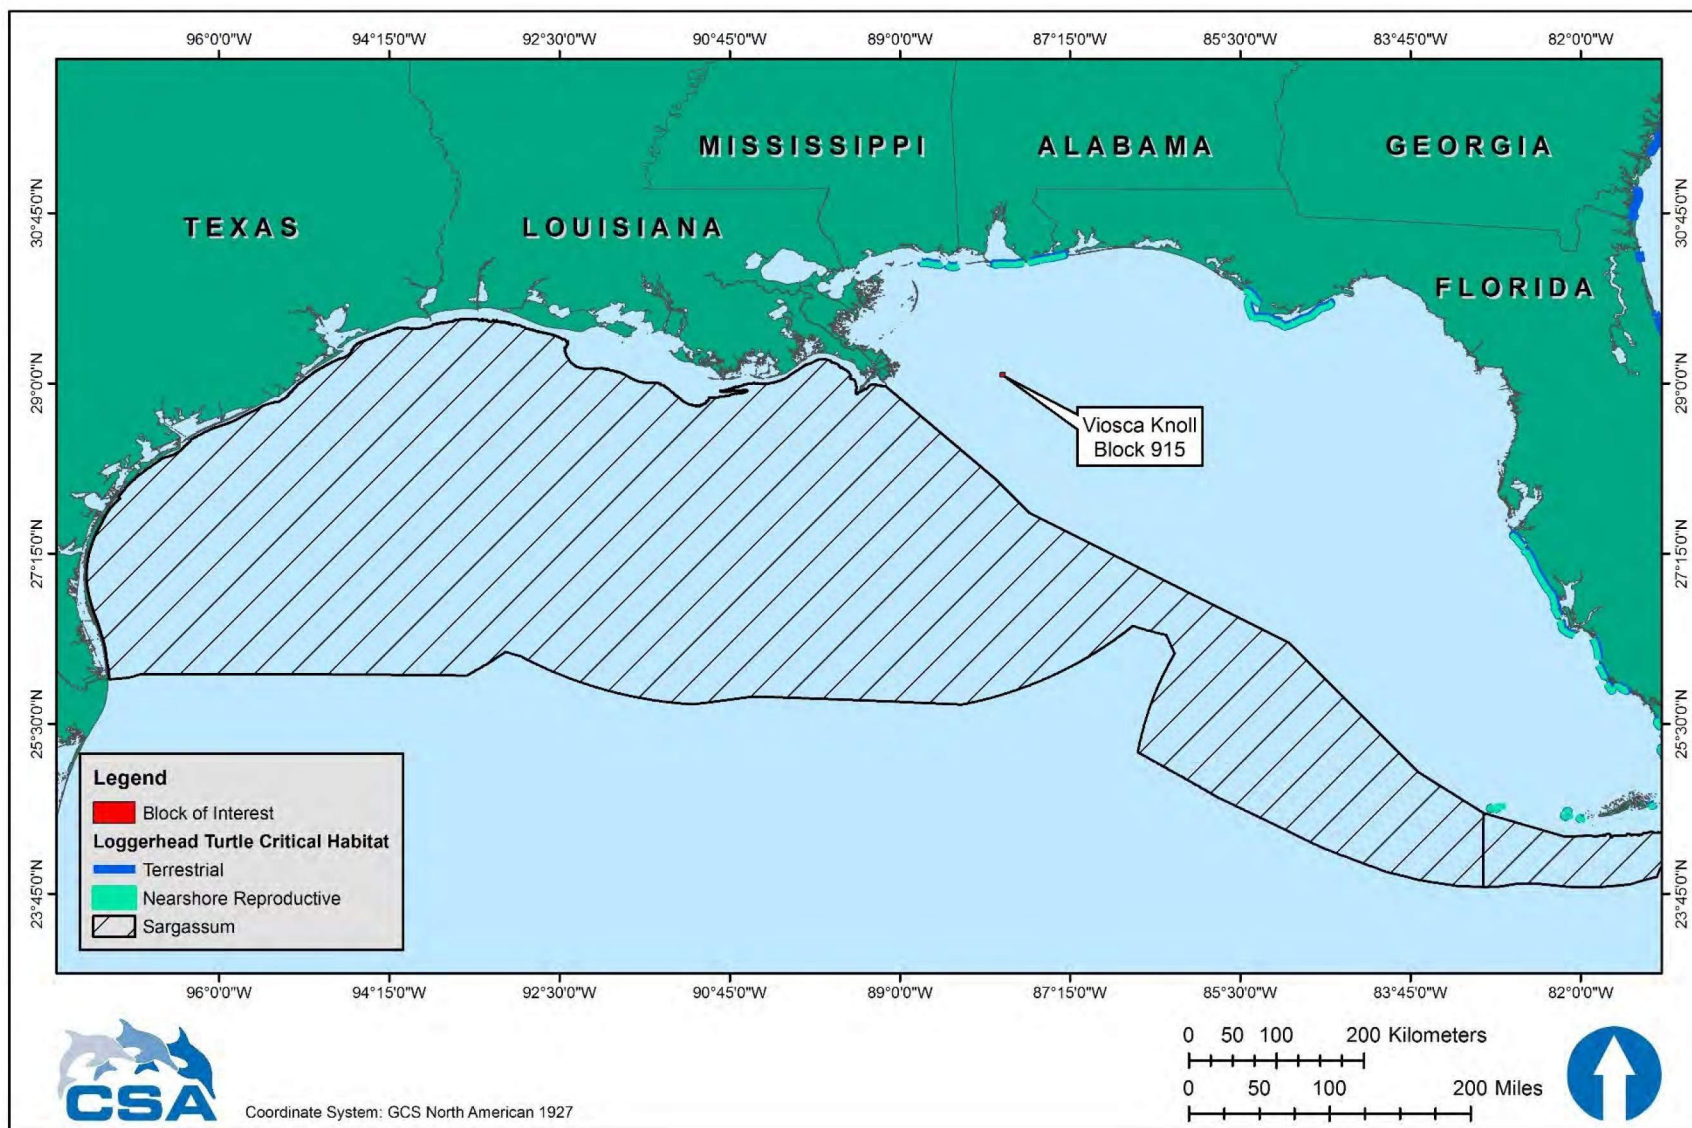 96°0'0"W 94°15'0"W 92°30'0"W 90°45'0"W 89°0'0"W 87°15'0"W 85°30'0"W 83°45'0"W 82°0'0"W
MISSISSIPPI ALABAMA GEORGIA
30°45'0"N 30°45'0"N
TEXAS LOUISIANA
FLORIDA
29°0'0"N 29°0'0"N
Viosca Knoll
Block 915
27°15'0"N 27°15'0"N
25°30'0"N 25°30'0"N
Legend
Block of Interest
Loggerhead Turtle Critical Habitat
Terrestrial
Nearshore Reproductive
Sargassum
23°45'0"N 23°45'0"N
96°0'0"W 94°15'0"W 92°30'0"W 90°45'0"W 89°0'0"W 87°15'0"W 85°30'0"W 83°45'0"W 82°0'0"W
0 50 100 200 Kilometers
0 50 100 200 Miles
CSA
Coordinate System: GCS North American 1927